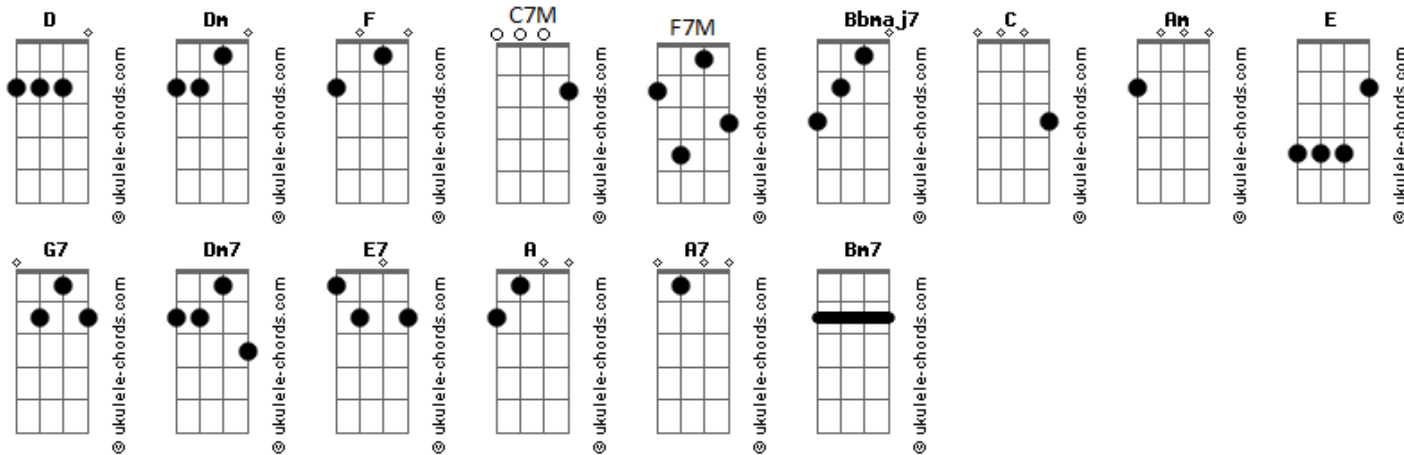 D Dm F C7M F7M Bbmaj7 C Am E
© ukulele-chords.com © ukulele-chords.com © ukulele-chords.com © ukulele-chords.com © ukulele-chords.com © ukulele-chords.com © ukulele-chords.com © ukulele-chords.com © ukulele-chords.com
G7 Dm7 E7 A A7 Bm7
© ukulele-chords.com © ukulele-chords.com © ukulele-chords.com © ukulele-chords.com © ukulele-chords.com © ukulele-chords.com